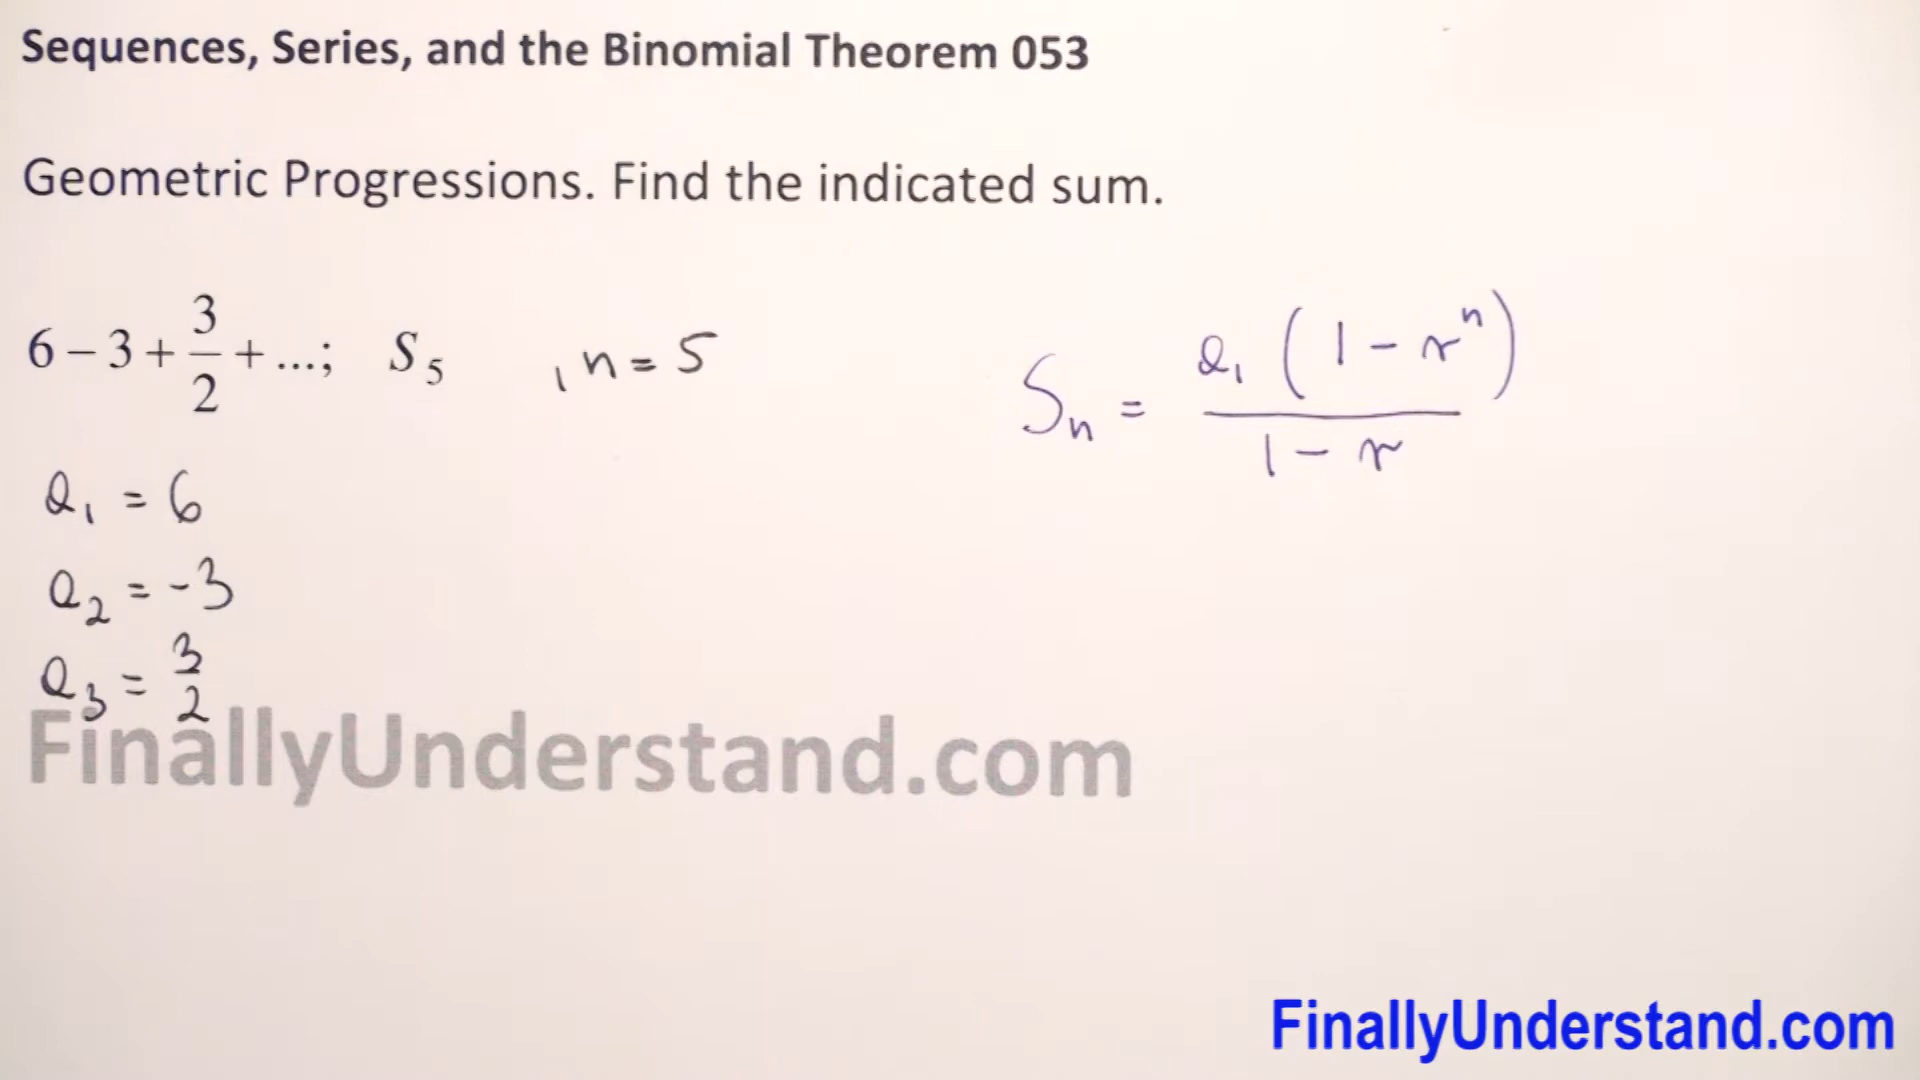 Sequences, Series, and the Binomial Theorem 053
Geometric Progressions. Find the indicated sum.
6 − 3 + 3/2 + ...; S₅ , n = 5
Sₙ = a₁ (1 − rⁿ) / 1 − r
a₁ = 6
a₂ = -3
a₃ = 3/2
FinallyUnderstand.com
FinallyUnderstand.com